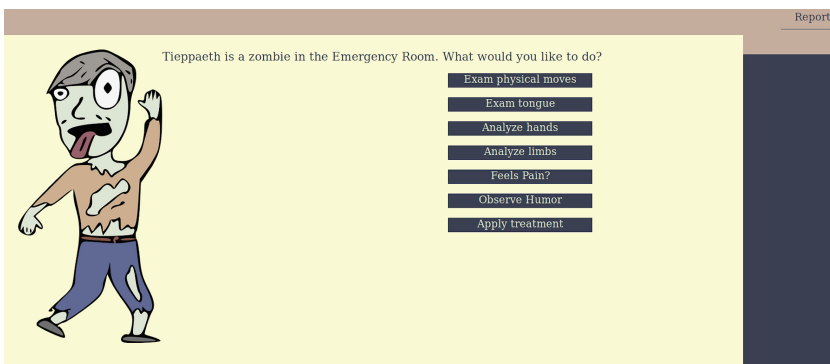 Report
Tieppaeth is a zombie in the Emergency Room. What would you like to do?
Exam physical moves
Exam tongue
Analyze hands
Analyze limbs
Feels Pain?
Observe Humor
Apply treatment